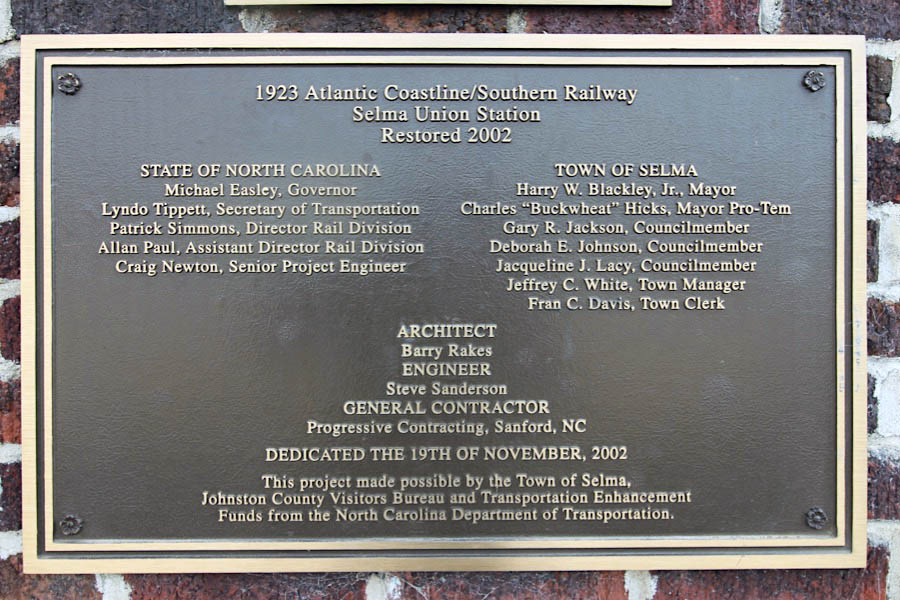 1923 Atlantic Coastline/Southern Railway
Selma Union Station
Restored 2002
STATE OF NORTH CAROLINA
Michael Easley, Governor
Lyndo Tippett, Secretary of Transportation
Patrick Simmons, Director Rail Division
Allan Paul, Assistant Director Rail Division
Craig Newton, Senior Project Engineer
TOWN OF SELMA
Harry W. Blackley, Jr., Mayor
Charles “Buckwheat” Hicks, Mayor Pro-Tem
Gary R. Jackson, Councilmember
Deborah E. Johnson, Councilmember
Jacqueline J. Lacy, Councilmember
Jeffrey C. White, Town Manager
Fran C. Davis, Town Clerk
ARCHITECT
Barry Rakes
ENGINEER
Steve Sanderson
GENERAL CONTRACTOR
Progressive Contracting, Sanford, NC
DEDICATED THE 19TH OF NOVEMBER, 2002
This project made possible by the Town of Selma,
Johnston County Visitors Bureau and Transportation Enhancement
Funds from the North Carolina Department of Transportation.